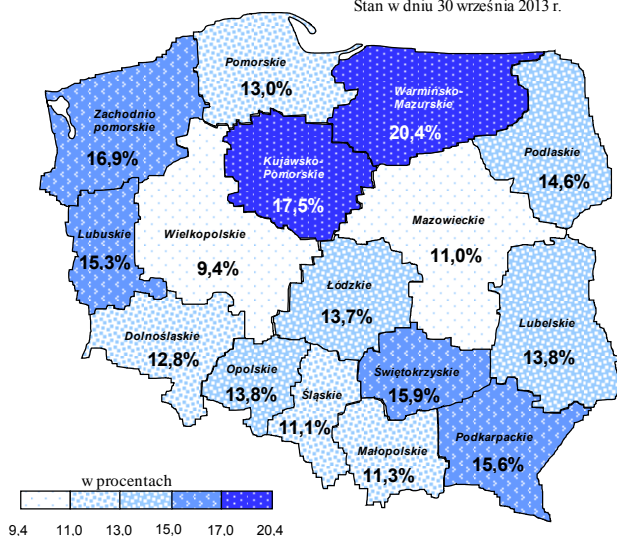 Stan w dniu 30 września 2013 r.
Pomorskie
13,0%
Warmińsko-
Mazurskie
20,4%
Zachodnio
pomorskie
16,9%
Podlaskie
14,6%
Kujawsko-
Pomorskie
17,5%
Mazowieckie
11,0%
Lubuskie
15,3%
Wielkopolskie
9,4%
Łódzkie
13,7%
Lubelskie
13,8%
Dolnośląskie
12,8%
Opolskie
13,8%
Śląskie
11,1%
Świętokrzyskie
15,9%
Małopolskie
11,3%
Podkarpackie
15,6%
w procentach
9,4 11,0 13,0 15,0 17,0 20,4